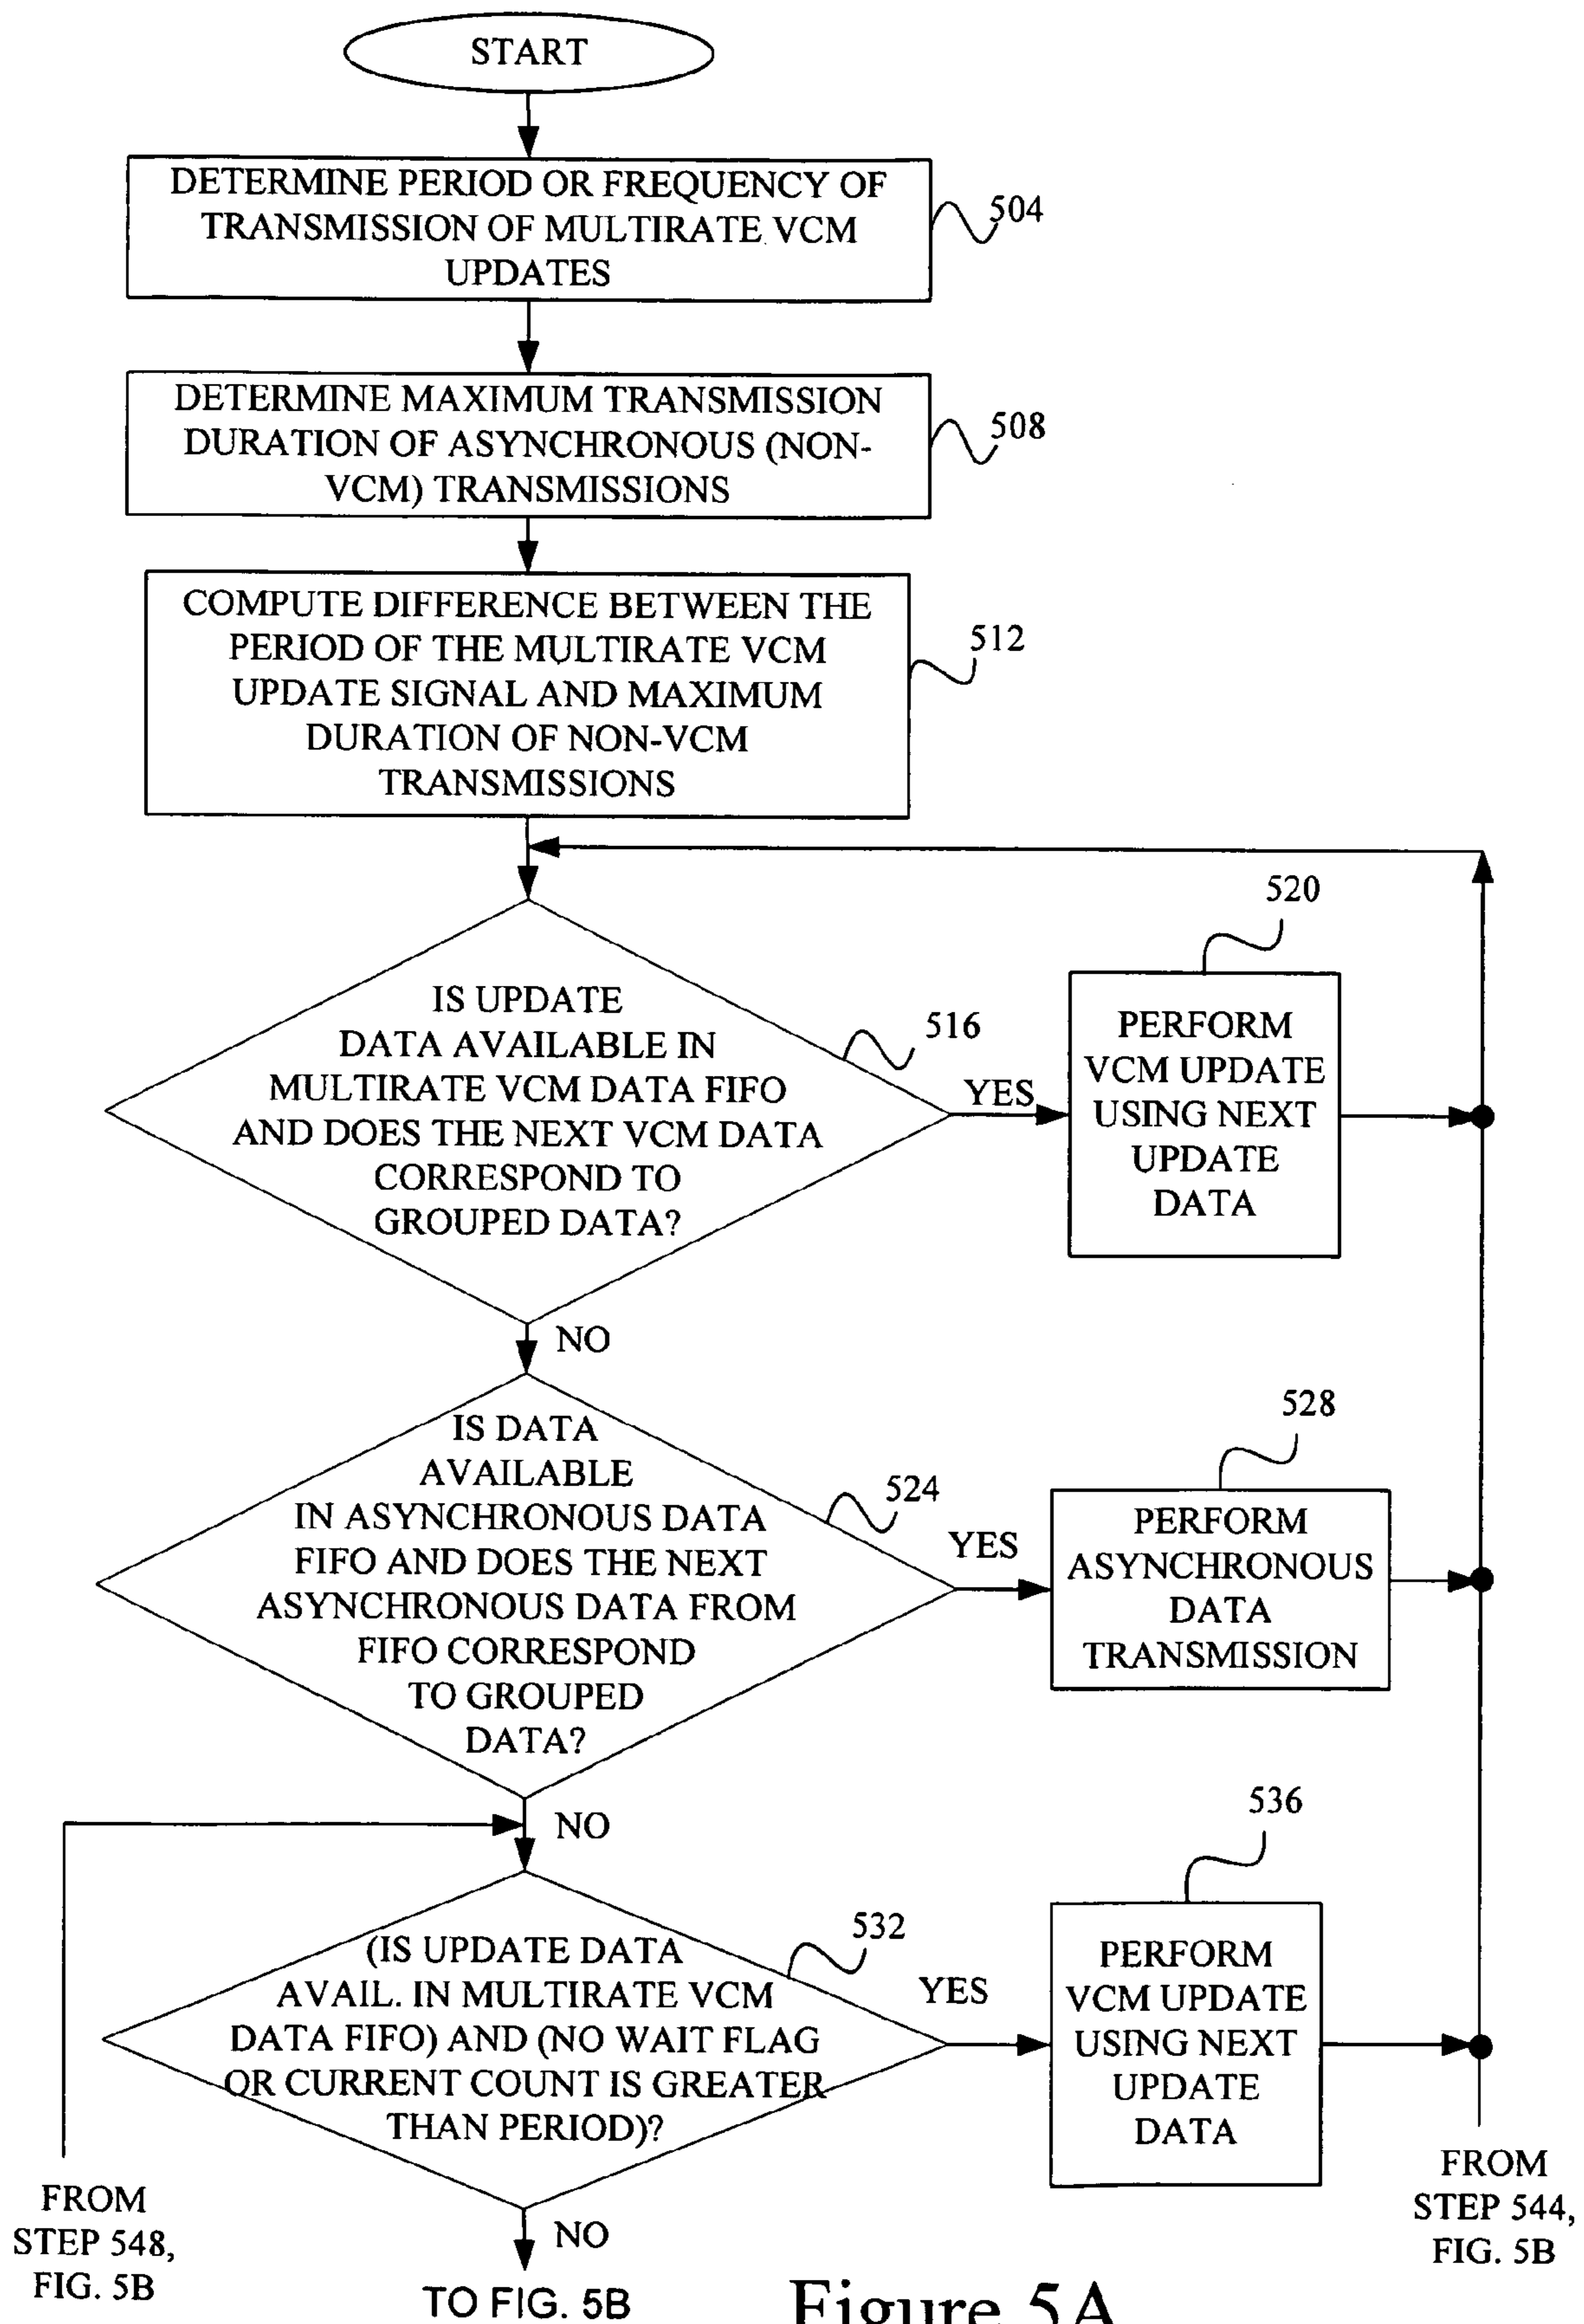 START
DETERMINE PERIOD OR FREQUENCY OF
TRANSMISSION OF MULTIRATE VCM
UPDATES
504
DETERMINE MAXIMUM TRANSMISSION
DURATION OF ASYNCHRONOUS (NON-
VCM) TRANSMISSIONS
508
COMPUTE DIFFERENCE BETWEEN THE
PERIOD OF THE MULTIRATE VCM
UPDATE SIGNAL AND MAXIMUM
DURATION OF NON-VCM
TRANSMISSIONS
512
IS UPDATE
DATA AVAILABLE IN
MULTIRATE VCM DATA FIFO
AND DOES THE NEXT VCM DATA
CORRESPOND TO
GROUPED DATA?
516
YES
520
PERFORM
VCM UPDATE
USING NEXT
UPDATE
DATA
NO
IS DATA
AVAILABLE
IN ASYNCHRONOUS DATA
FIFO AND DOES THE NEXT
ASYNCHRONOUS DATA FROM
FIFO CORRESPOND
TO GROUPED
DATA?
524
YES
528
PERFORM
ASYNCHRONOUS
DATA
TRANSMISSION
NO
(IS UPDATE DATA
AVAIL. IN MULTIRATE VCM
DATA FIFO) AND (NO WAIT FLAG
OR CURRENT COUNT IS GREATER
THAN PERIOD)?
532
YES
536
PERFORM
VCM UPDATE
USING NEXT
UPDATE
DATA
NO
FROM
STEP 548,
FIG. 5B
TO FIG. 5B
FROM
STEP 544,
FIG. 5B
Figure 5A